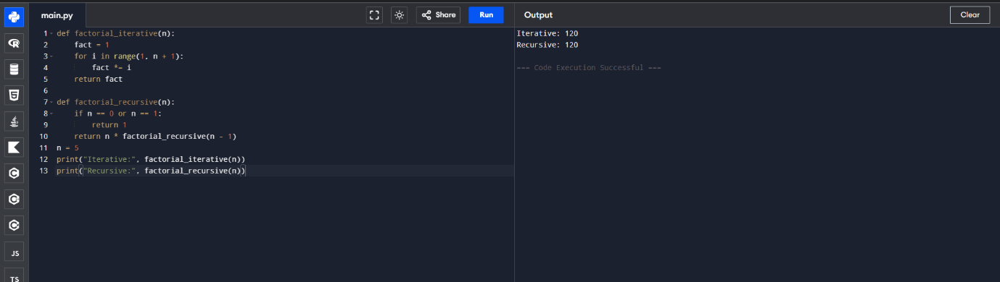 main.py
Share
Run
Output
Clear
1 def factorial_iterative(n):
2     fact = 1
3     for i in range(1, n + 1):
4         fact *= i
5     return fact
6
7 def factorial_recursive(n):
8     if n == 0 or n == 1:
9         return 1
10     return n * factorial_recursive(n - 1)
11 n = 5
12 print("Iterative:", factorial_iterative(n))
13 print("Recursive:", factorial_recursive(n))
Iterative: 120
Recursive: 120
=== Code Execution Successful ===
JS
TS